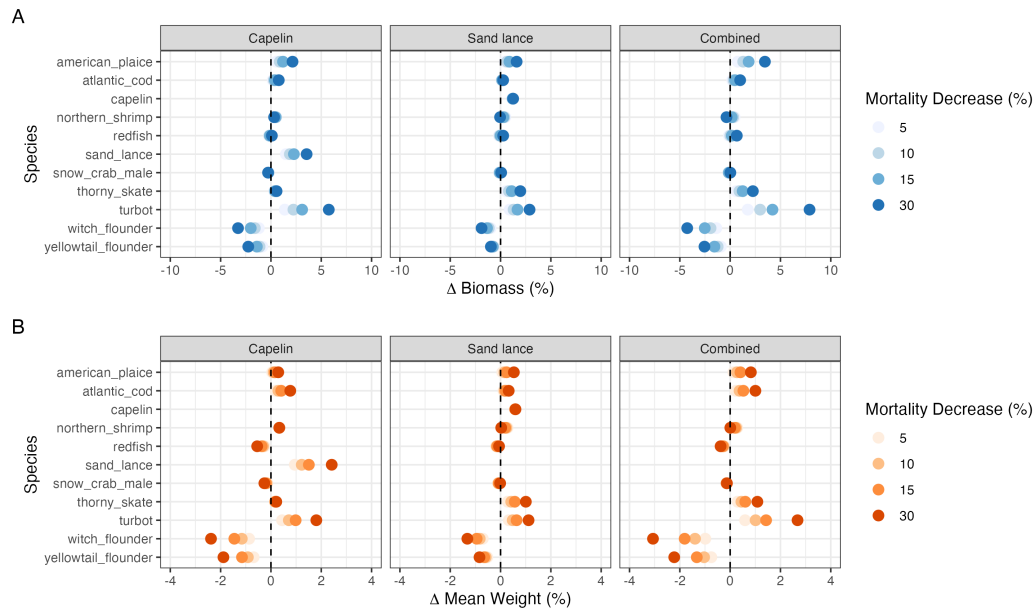 A
Capelin
Sand lance
Combined
american_plaice
atlantic_cod
capelin
northern_shrimp
redfish
sand_lance
snow_crab_male
thorny_skate
turbot
witch_flounder
yellowtail_flounder
Species
-10 -5 0 5 10
-10 -5 0 5 10
-10 -5 0 5 10
Δ Biomass (%)
Mortality Decrease (%)
5
10
15
30
B
Capelin
Sand lance
Combined
american_plaice
atlantic_cod
capelin
northern_shrimp
redfish
sand_lance
snow_crab_male
thorny_skate
turbot
witch_flounder
yellowtail_flounder
Species
-4 -2 0 2 4
-4 -2 0 2 4
-4 -2 0 2 4
Δ Mean Weight (%)
Mortality Decrease (%)
5
10
15
30